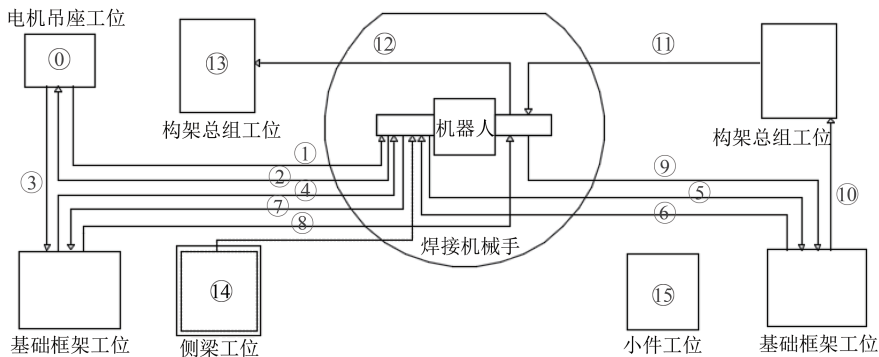 电机吊座工位
⓪
⑬
构架总组工位
⑫
机器人
⑪
构架总组工位
①
②
③
④
⑦
⑧
⑨
⑤
⑥
⑩
焊接机械手
基础框架工位
⑭
侧梁工位
⑮
小件工位
基础框架工位